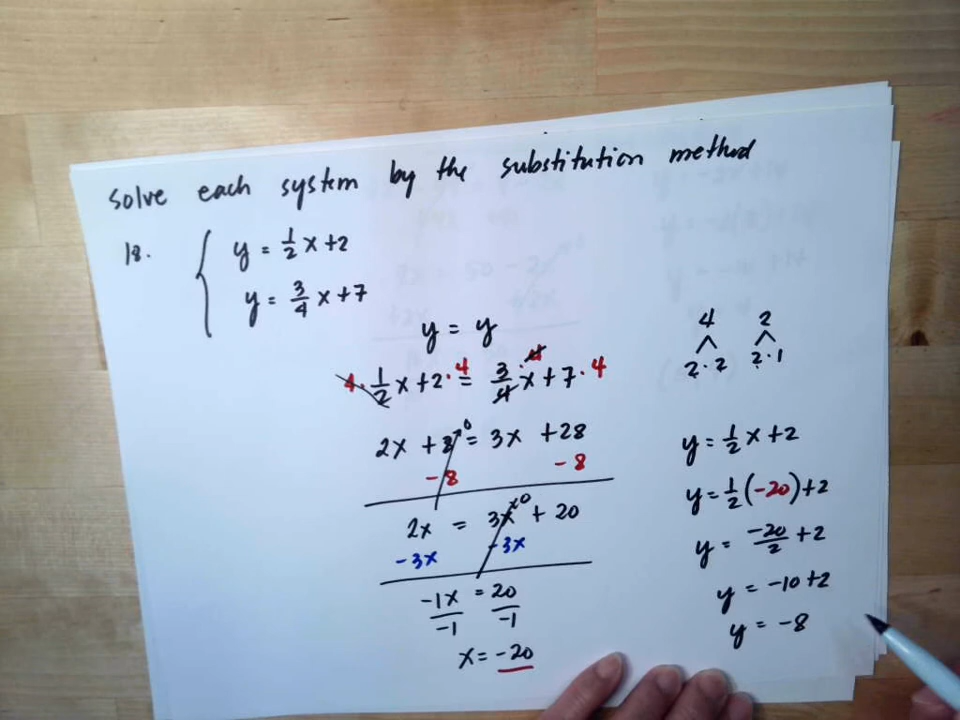 solve each system by the substitution method
18.
y = 1/2 x + 2
y = 3/4 x + 7
y = y
4 · 1/2 x + 2 · 4 = 3/4 · 4 x + 7 · 4
2x + 8 = 3x + 28
0
-8 -8
2x = 3x + 20
0
-3x -3x
-1x = 20
-1 -1
x = -20
4 2
2 · 2 2 · 1
y = 1/2 x + 2
y = 1/2 (-20) + 2
y = -20/2 + 2
y = -10 + 2
y = -8